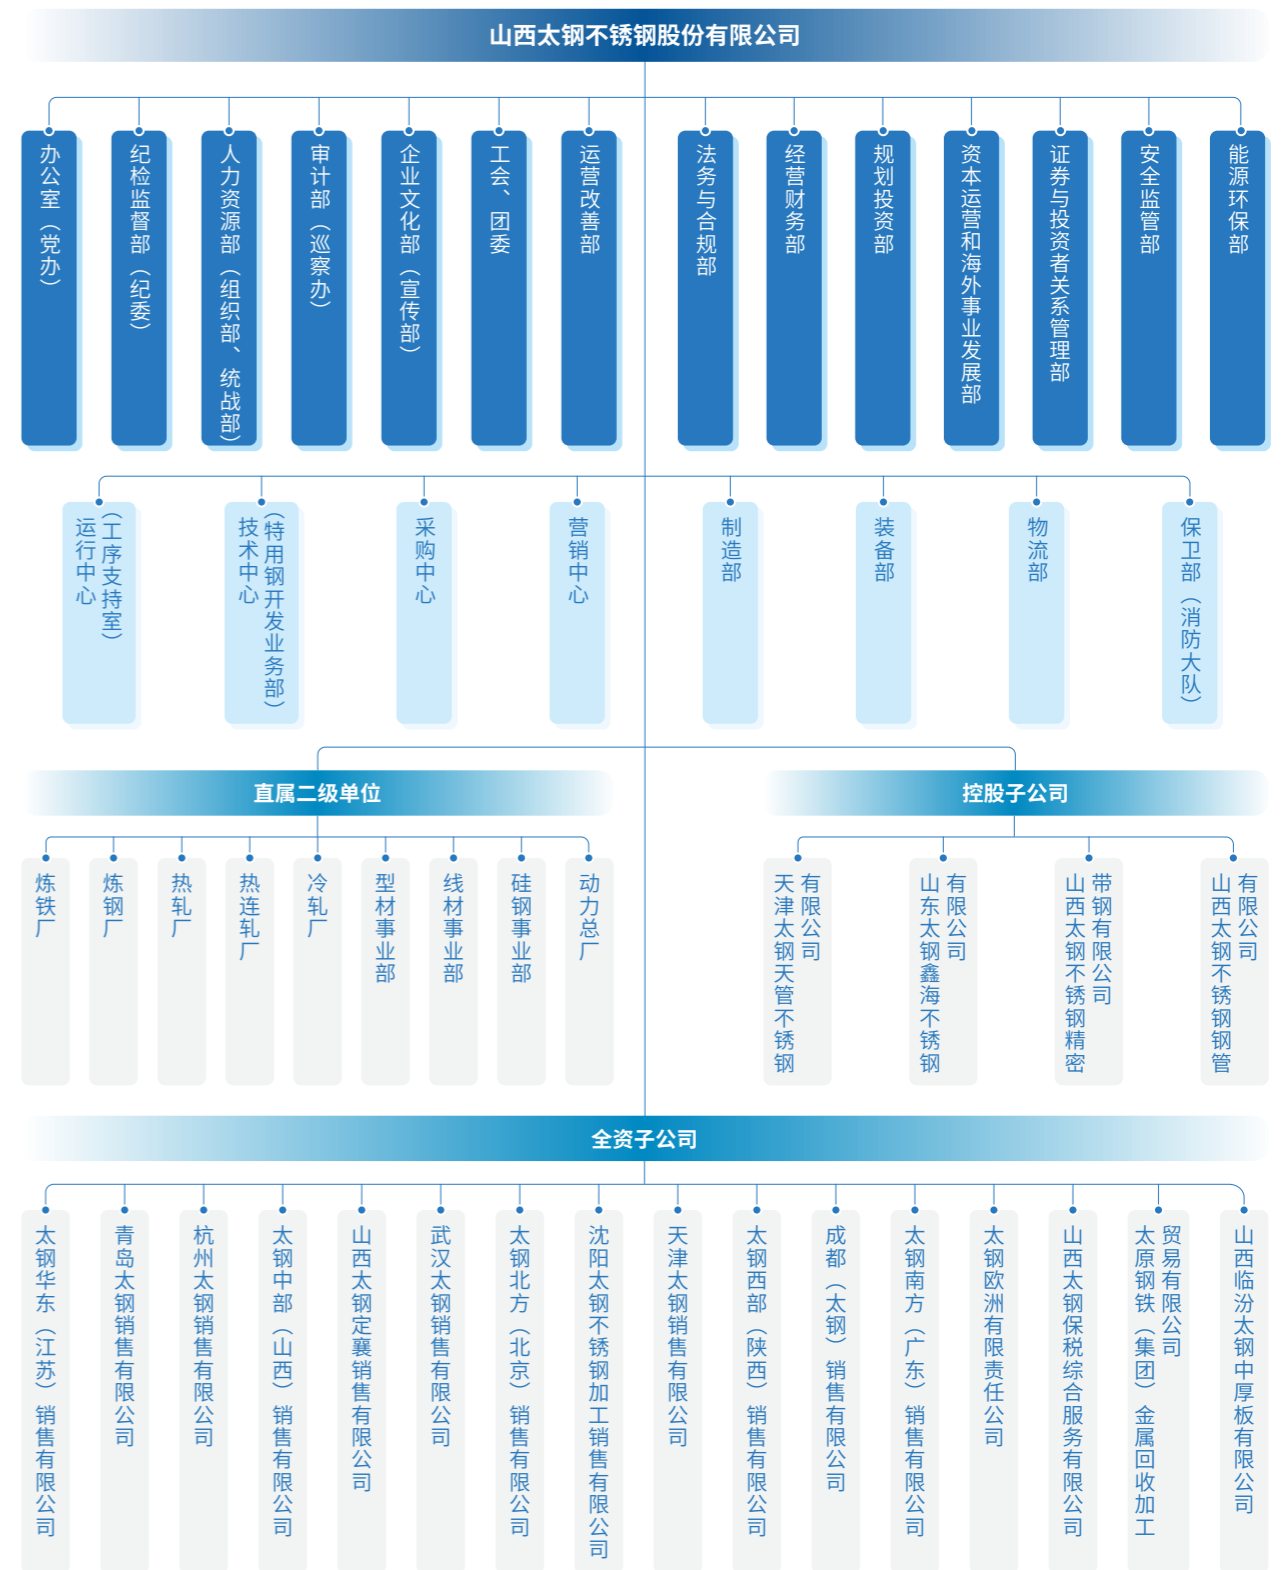 山西太钢不锈钢股份有限公司
办公室（党办）
纪检监督部（纪委）
人力资源部（组织部、统战部）
审计部（巡察办）
企业文化部（宣传部）
工会、团委
运营改善部
法务与合规部
经营财务部
规划投资部
资本运营和海外事业发展部
证券与投资者关系管理部
安全监管部
能源环保部
运行中心
（工序支持室）
技术中心
（特用钢开发业务部）
采购中心
营销中心
制造部
装备部
物流部
保卫部（消防大队）
直属二级单位
控股子公司
炼铁厂
炼钢厂
热轧厂
热连轧厂
冷轧厂
型材事业部
线材事业部
硅钢事业部
动力总厂
天津太钢天管不锈钢
有限公司
山东太钢鑫海不锈钢
有限公司
山西太钢不锈钢精密
带钢有限公司
山西太钢不锈钢钢管
有限公司
全资子公司
太钢华东（江苏）销售有限公司
青岛太钢销售有限公司
杭州太钢销售有限公司
太钢中部（山西）销售有限公司
山西太钢定襄销售有限公司
武汉太钢销售有限公司
太钢北方（北京）销售有限公司
沈阳太钢不锈钢加工销售有限公司
天津太钢销售有限公司
太钢西部（陕西）销售有限公司
成都（太钢）销售有限公司
太钢南方（广东）销售有限公司
太钢欧洲有限责任公司
山西太钢保税综合服务有限公司
太原钢铁（集团）金属回收加工
贸易有限公司
山西临汾太钢中厚板有限公司